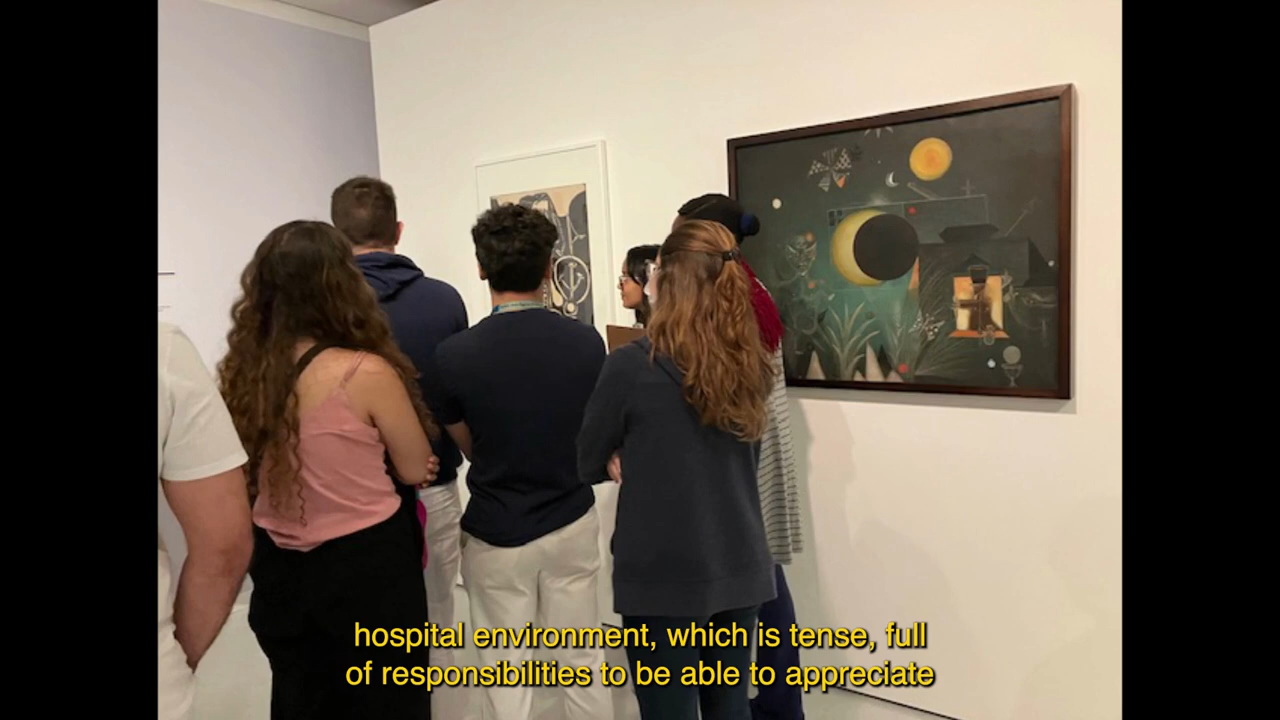 hospital environment, which is tense, full
of responsibilities to be able to appreciate